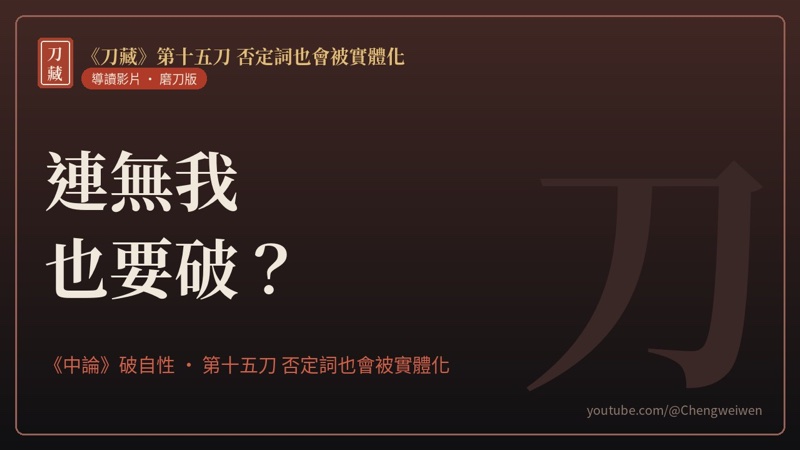 刀藏
《刀藏》第十五刀 否定詞也會被實體化
導讀影片 · 磨刀版
連無我
也要破？
刀
《中論》破自性 · 第十五刀 否定詞也會被實體化
youtube.com/@Chengweiwen